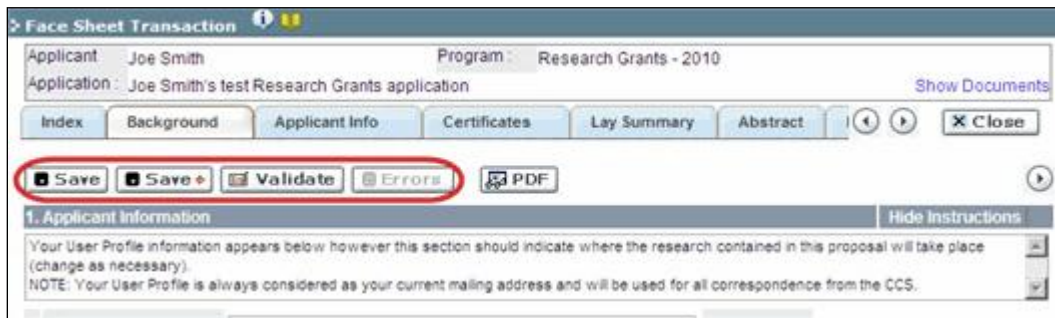 Face Sheet Transaction
Applicant Joe Smith Program : Research Grants - 2010
Application : Joe Smith's test Research Grants application Show Documents
Index Background Applicant Info Certificates Lay Summary Abstract Close
Save Save Validate Errors PDF
1. Applicant Information Hide Instructions
Your User Profile information appears below however this section should indicate where the research contained in this proposal will take place
(change as necessary).
NOTE: Your User Profile is always considered as your current mailing address and will be used for all correspondence from the CCS.